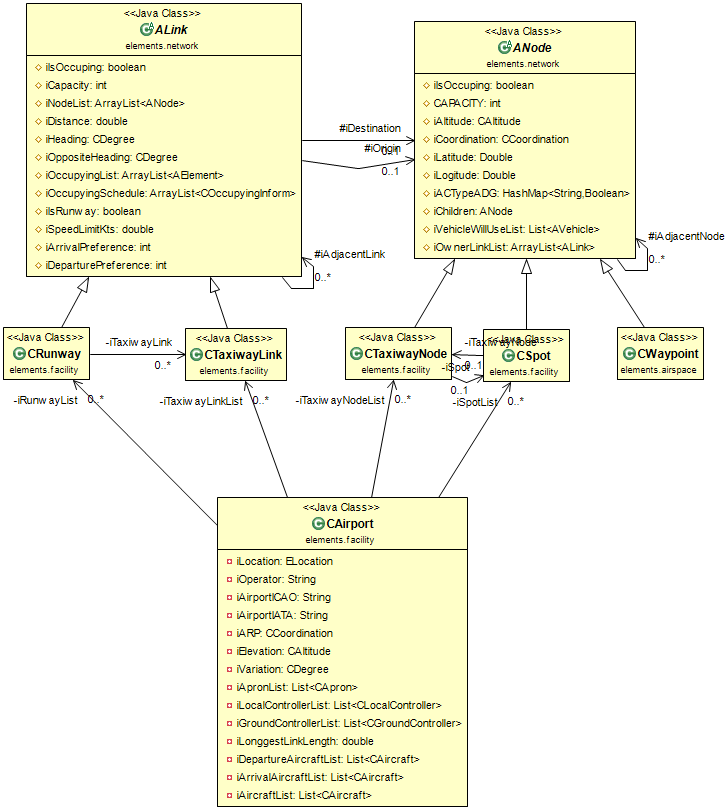 <<Java Class>>
ALink
elements.network
iIsOccuping: boolean
iCapacity: int
iNodeList: ArrayList<ANode>
iDistance: double
iHeading: CDegree
iOppositeHeading: CDegree
iOccupyingList: ArrayList<AElement>
iOccupyingSchedule: ArrayList<COccupyingInform>
iIsRunway: boolean
iSpeedLimitKts: double
iArrivalPreference: int
iDeparturePreference: int
<<Java Class>>
ANode
elements.network
iIsOccuping: boolean
CAPACITY: int
iAltitude: CAltitude
iCoordination: CCoordination
iLatitude: Double
iLogitude: Double
iACTypeADG: HashMap<String,Boolean>
iChildren: ANode
iVehicleWillUseList: List<AVehicle>
iOwnerLinkList: ArrayList<ALink>
#iDestination
0..1
#iOrigin
0..1
#iAdjacentLink
0..*
#iAdjacentNode
0..*
<<Java Class>>
CRunway
elements.facility
-iTaxiwayLink
0..*
<<Java Class>>
CTaxiwayLink
elements.facility
<<Java Class>>
CTaxiwayNode
elements.facility
-iTaxiwayNode
0..1
-iSpot
0..1
<<Java Class>>
CSpot
elements.facility
<<Java Class>>
CWaypoint
elements.airspace
-iRunwayList
0..*
-iTaxiwayLinkList
0..*
-iTaxiwayNodeList
0..*
-iSpotList
0..*
<<Java Class>>
CAirport
elements.facility
iLocation: ELocation
iOperator: String
iAirportICAO: String
iAirportIATA: String
iARP: CCoordination
iElevation: CAltitude
iVariation: CDegree
iApronList: List<CApron>
iLocalControllerList: List<CLocalController>
iGroundControllerList: List<CGroundController>
iLonggestLinkLength: double
iDepartureAircraftList: List<CAircraft>
iArrivalAircraftList: List<CAircraft>
iAircraftList: List<CAircraft>